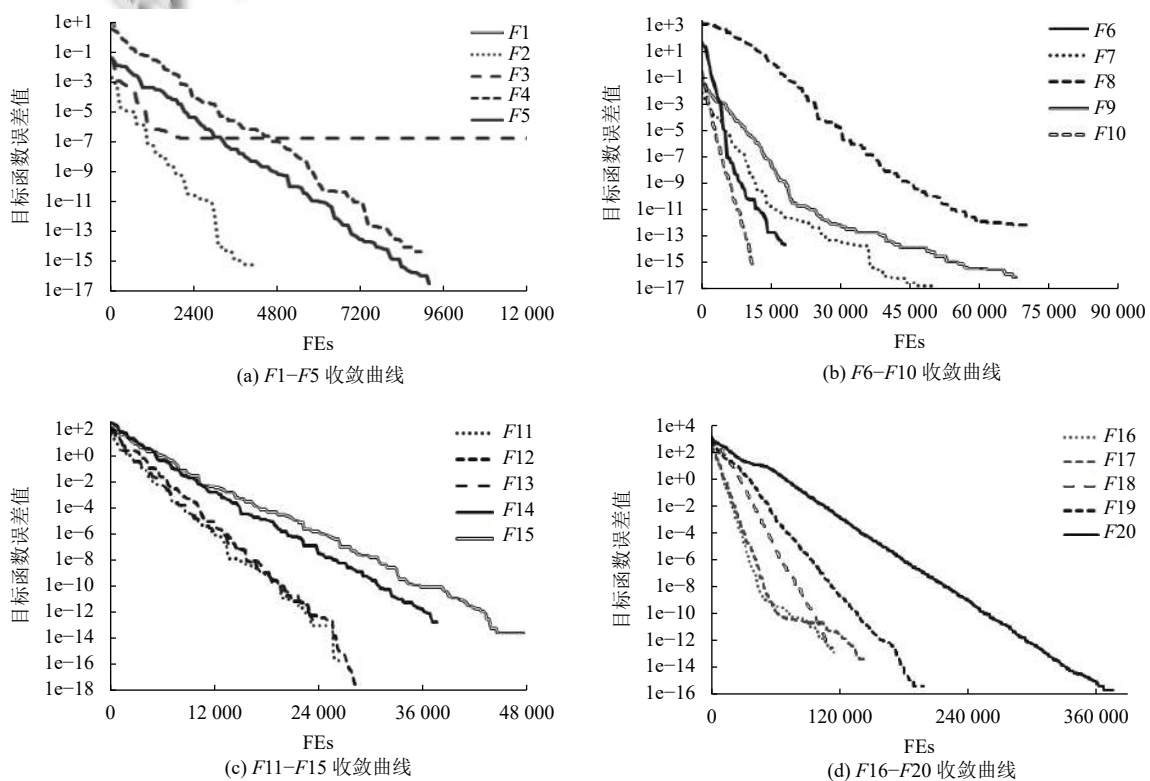 1e+1
1e−1
1e−3
1e−5
1e−7
1e−9
1e−11
1e−13
1e−15
1e−17
目标函数误差值
0
2400
4800
7200
9600
12 000
FEs
F1
F2
F3
F4
F5
(a) F1−F5 收敛曲线
1e+3
1e+1
1e−1
1e−3
1e−5
1e−7
1e−9
1e−11
1e−13
1e−15
1e−17
目标函数误差值
0
15 000
30 000
45 000
60 000
75 000
90 000
FEs
F6
F7
F8
F9
F10
(b) F6−F10 收敛曲线
1e+2
1e+0
1e−2
1e−4
1e−6
1e−8
1e−10
1e−12
1e−14
1e−16
1e−18
目标函数误差值
0
12 000
24 000
36 000
48 000
FEs
F11
F12
F13
F14
F15
(c) F11−F15 收敛曲线
1e+4
1e+2
1e+0
1e−2
1e−4
1e−6
1e−8
1e−10
1e−12
1e−14
1e−16
目标函数误差值
0
120 000
240 000
360 000
FEs
F16
F17
F18
F19
F20
(d) F16−F20 收敛曲线